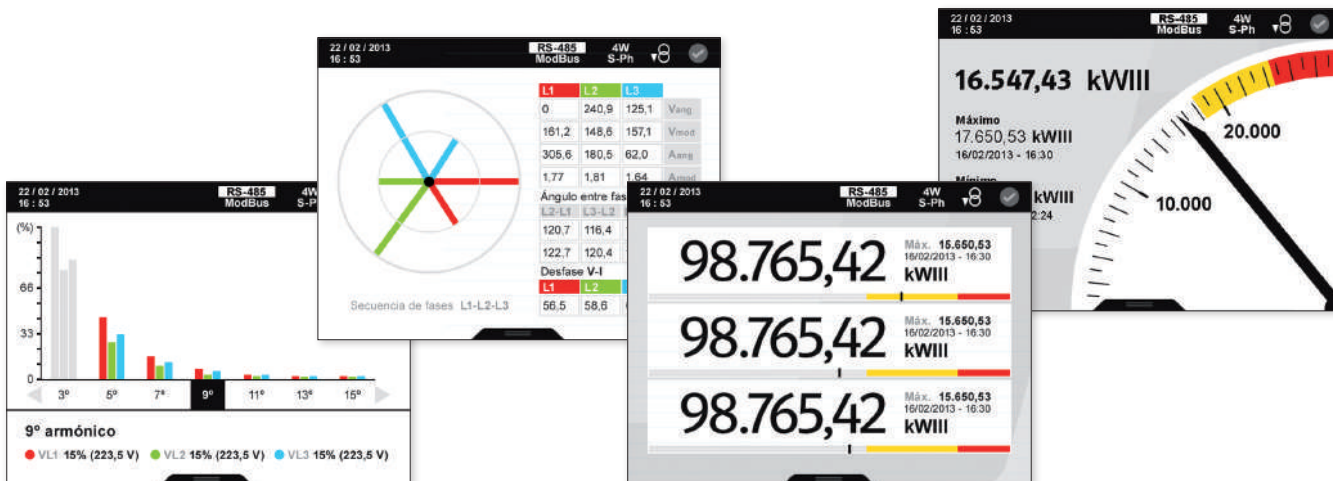 22 / 02 / 2013
16 : 53
RS-485
ModBus
4W
S-P
(%)
66
33
0
3º 5º 7º 9º 11º 13º 15º
9º armónico
VL1 15% (223,5 V) VL2 15% (223,5 V) VL3 15% (223,5 V)
22 / 02 / 2013
16 : 53
RS-485
ModBus
4W
S-Ph
L1 L2 L3
0 240,9 125,1 Vang
161,2 148,6 157,1 Vmod
305,6 180,5 62,0 Aang
1,77 1,81 1,64 Amod
Ángulo entre fas
L2-L1 L3-L2
120,7 116,4
122,7 120,4
Desfase V-I
L1 L2
56,5 58,6
Secuencia de fases L1-L2-L3
22 / 02 / 2013
16 : 53
RS-485
ModBus
4W
S-Ph
98.765,42
Máx. 15.650,53
16/02/2013 - 16:30
kWIII
98.765,42
Máx. 15.650,53
16/02/2013 - 16:30
kWIII
98.765,42
Máx. 15.650,53
16/02/2013 - 16:30
kWIII
22 / 02 / 2013
16 : 53
RS-485
ModBus
4W
S-Ph
16.547,43 kWIII
Máximo
17.650,53 kWIII
16/02/2013 - 16:30
Mínimo
kWIII
2:24
10.000
20.000